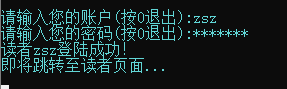 请输入您的账户(按0退出):zsz
请输入您的密码(按0退出):*******
读者zsz登陆成功!
即将跳转至读者页面...